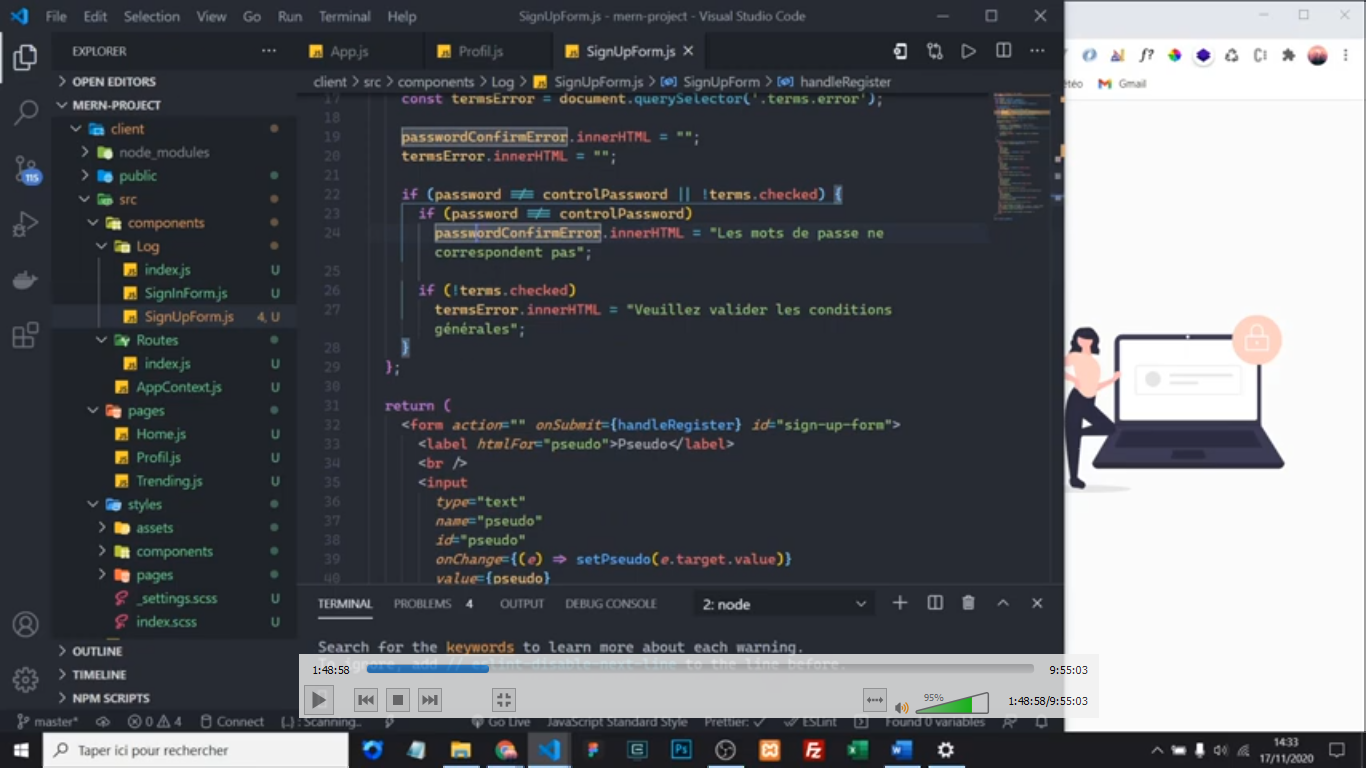 File Edit Selection View Go Run Terminal Help
SignUpForm.js - mern-project - Visual Studio Code
EXPLORER
App.js
Profil.js
SignUpForm.js
OPEN EDITORS
MERN-PROJECT
client
node_modules
public
src
components
Log
index.js U
SignInForm.js U
SignUpForm.js 4, U
Routes
index.js U
AppContext.js U
pages
Home.js U
Profil.js U
Trending.js U
styles
assets
components
pages
_settings.scss U
index.scss U
OUTLINE
TIMELINE
NPM SCRIPTS
115
client > src > components > Log > SignUpForm.js > SignUpForm > handleRegister
17 const termsError = document.querySelector('.terms.error');
18
19 passwordConfirmError.innerHTML = "";
20 termsError.innerHTML = "";
21
22 if (password !== controlPassword || !terms.checked) {
23 if (password !== controlPassword)
24 passwordConfirmError.innerHTML = "Les mots de passe ne
correspondent pas";
25
26 if (!terms.checked)
27 termsError.innerHTML = "Veuillez valider les conditions
générales";
28 }
29 };
30
31 return (
32 <form action="" onSubmit={handleRegister} id="sign-up-form">
33 <label htmlFor="pseudo">Pseudo</label>
34 <br />
35 <input
36 type="text"
37 name="pseudo"
38 id="pseudo"
39 onChange={(e) => setPseudo(e.target.value)}
40 value={pseudo}
TERMINAL PROBLEMS 4 OUTPUT DEBUG CONSOLE 2: node
Search for the keywords to learn more about each warning.
To ignore, add // eslint-disable-next-line to the line before.
1:48:58 9:55:03
95% 1:48:58/9:55:03
master* 0 4 Connect Scanning.. Go Live JavaScript Standard Style Prettier: ESLint Found 0 variables
f?
Gmail
Taper ici pour rechercher
14:33
17/11/2020